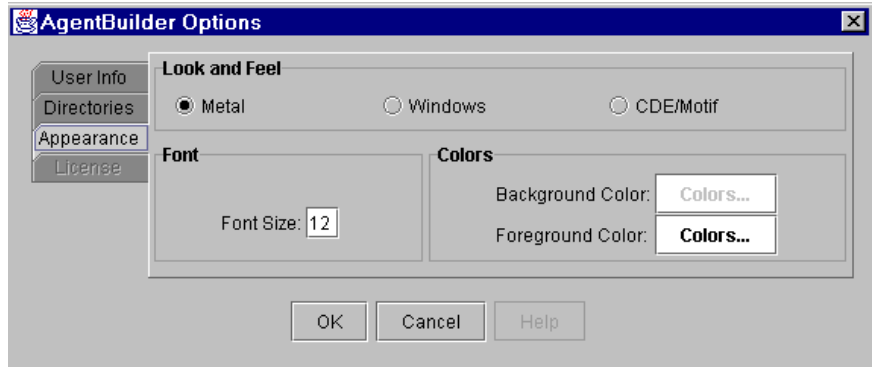 AgentBuilder Options
User Info
Directories
Appearance
License
Look and Feel
Metal Windows CDE/Motif
Font
Font Size: 12
Colors
Background Color: Colors...
Foreground Color: Colors...
OK Cancel Help